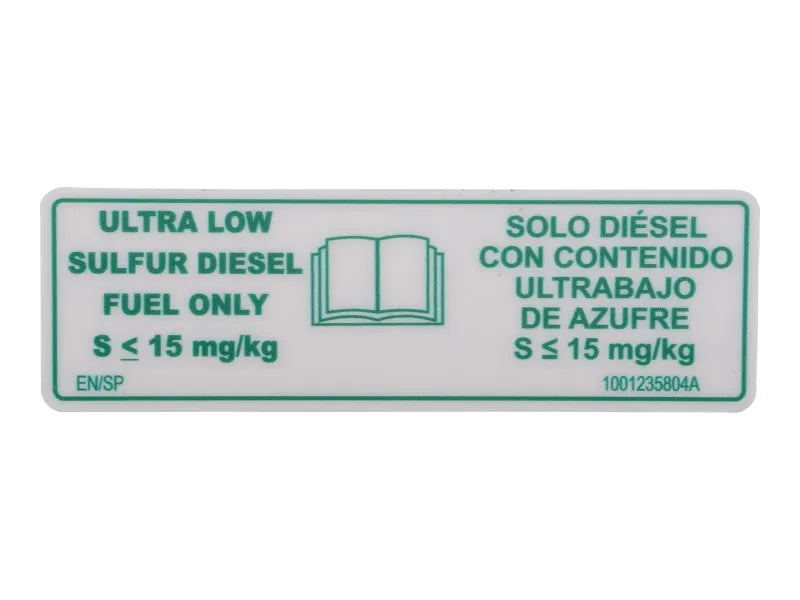 ULTRA LOW
SULFUR DIESEL
FUEL ONLY
S ≤ 15 mg/kg
EN/SP
SOLO DIÉSEL
CON CONTENIDO
ULTRABAJO
DE AZUFRE
S ≤ 15 mg/kg
1001235804A